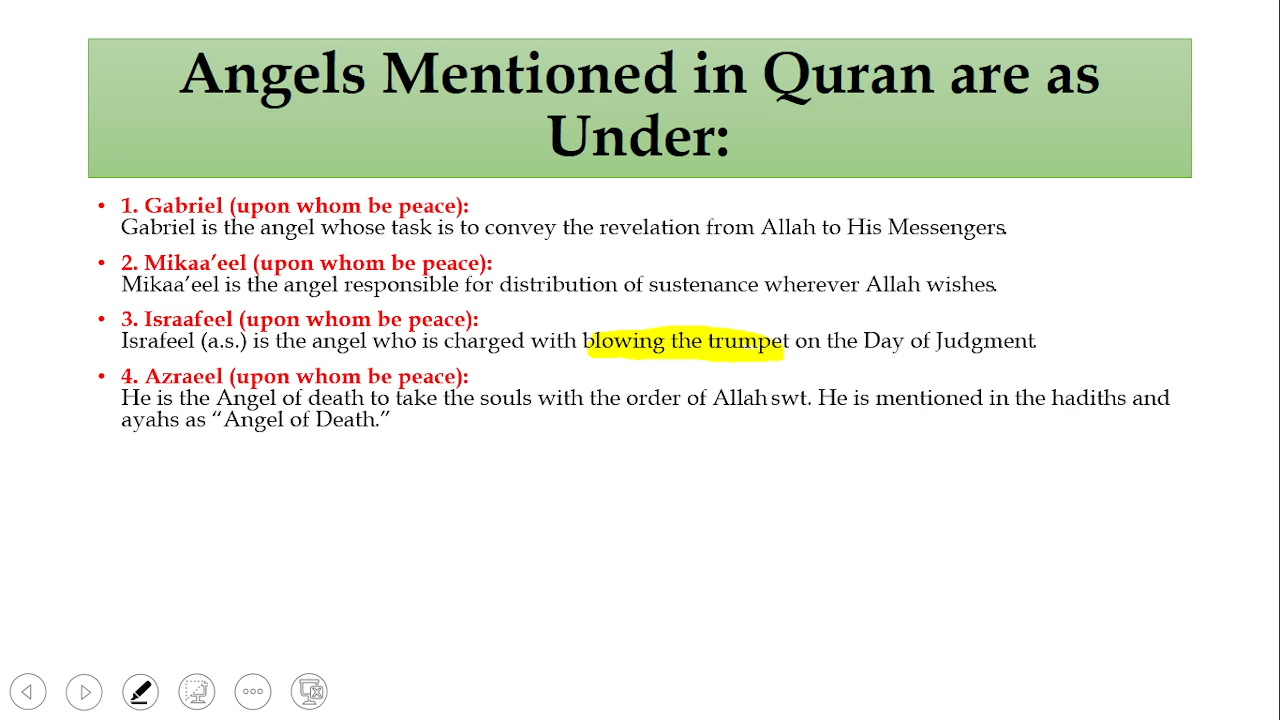 Angels Mentioned in Quran are as
Under:
• 1. Gabriel (upon whom be peace):
Gabriel is the angel whose task is to convey the revelation from Allah to His Messengers.
• 2. Mikaa’eel (upon whom be peace):
Mikaa’eel is the angel responsible for distribution of sustenance wherever Allah wishes.
• 3. Israafeel (upon whom be peace):
Israfeel (a.s.) is the angel who is charged with blowing the trumpet on the Day of Judgment.
• 4. Azraeel (upon whom be peace):
He is the Angel of death to take the souls with the order of Allah swt. He is mentioned in the hadiths and
ayahs as “Angel of Death.”